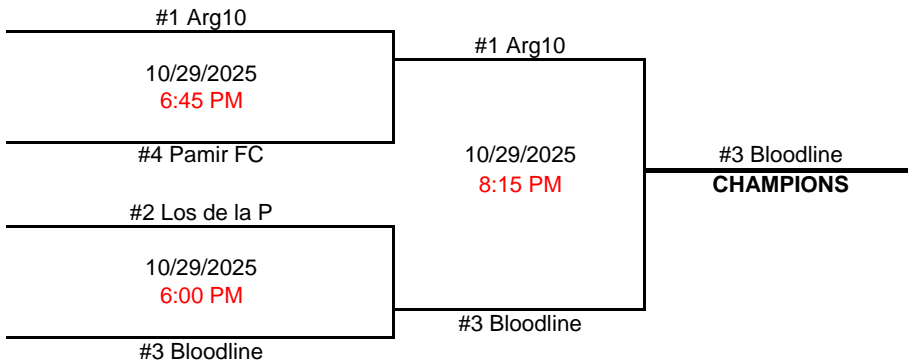 #1 Arg10
10/29/2025
6:45 PM
#4 Pamir FC
#2 Los de la P
10/29/2025
6:00 PM
#3 Bloodline
#1 Arg10
10/29/2025
8:15 PM
#3 Bloodline
#3 Bloodline
CHAMPIONS